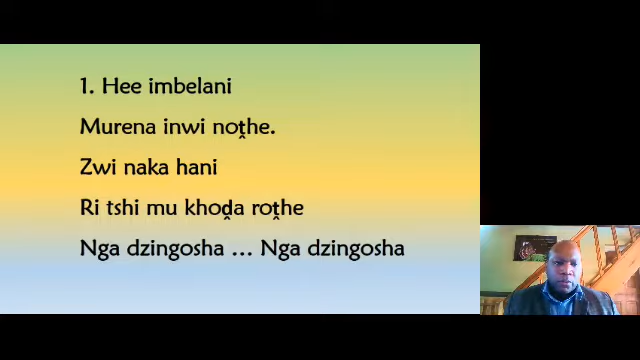 1. Hee imbelani
Murena inwi noṱhe.
Zwi naka hani
Ri tshi mu khoḓa roṱhe
Nga dzingosha ... Nga dzingosha